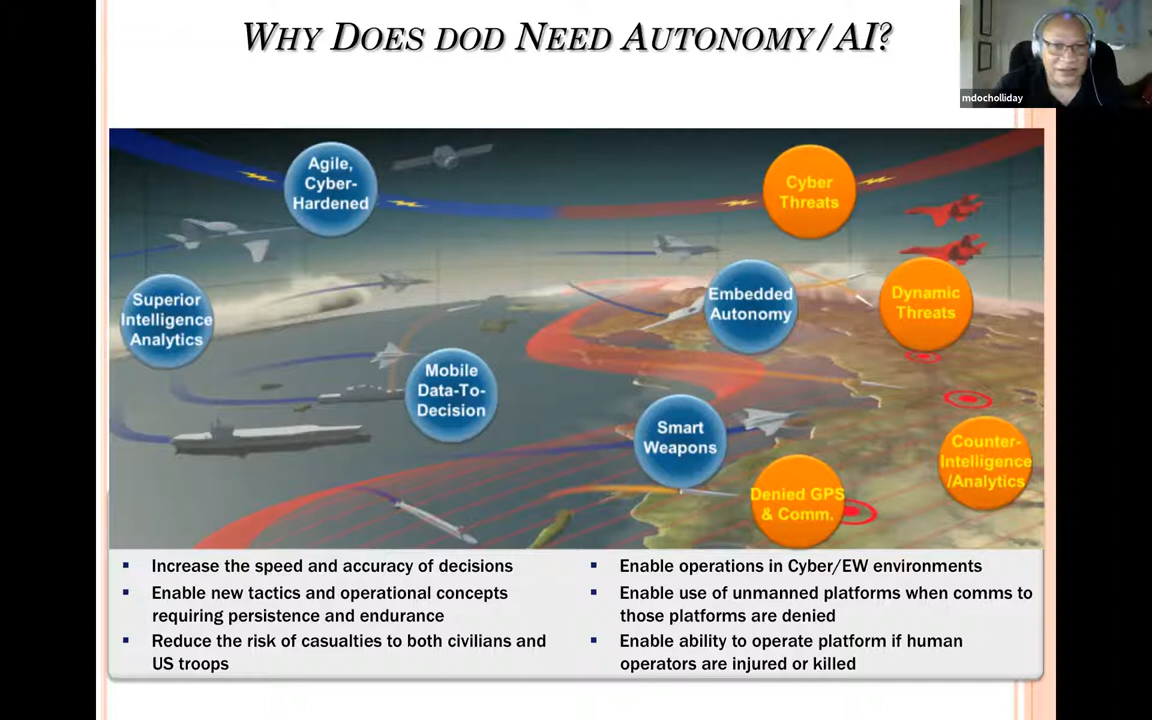 WHY DOES DOD NEED AUTONOMY/AI?
mdocholliday
Agile,
Cyber-
Hardened
Cyber
Threats
Superior
Intelligence
Analytics
Embedded
Autonomy
Dynamic
Threats
Mobile
Data-To-
Decision
Smart
Weapons
Counter-
Intelligence
/Analytics
Denied GPS
& Comm.
▪ Increase the speed and accuracy of decisions
▪ Enable new tactics and operational concepts
requiring persistence and endurance
▪ Reduce the risk of casualties to both civilians and
US troops
▪ Enable operations in Cyber/EW environments
▪ Enable use of unmanned platforms when comms to
those platforms are denied
▪ Enable ability to operate platform if human
operators are injured or killed